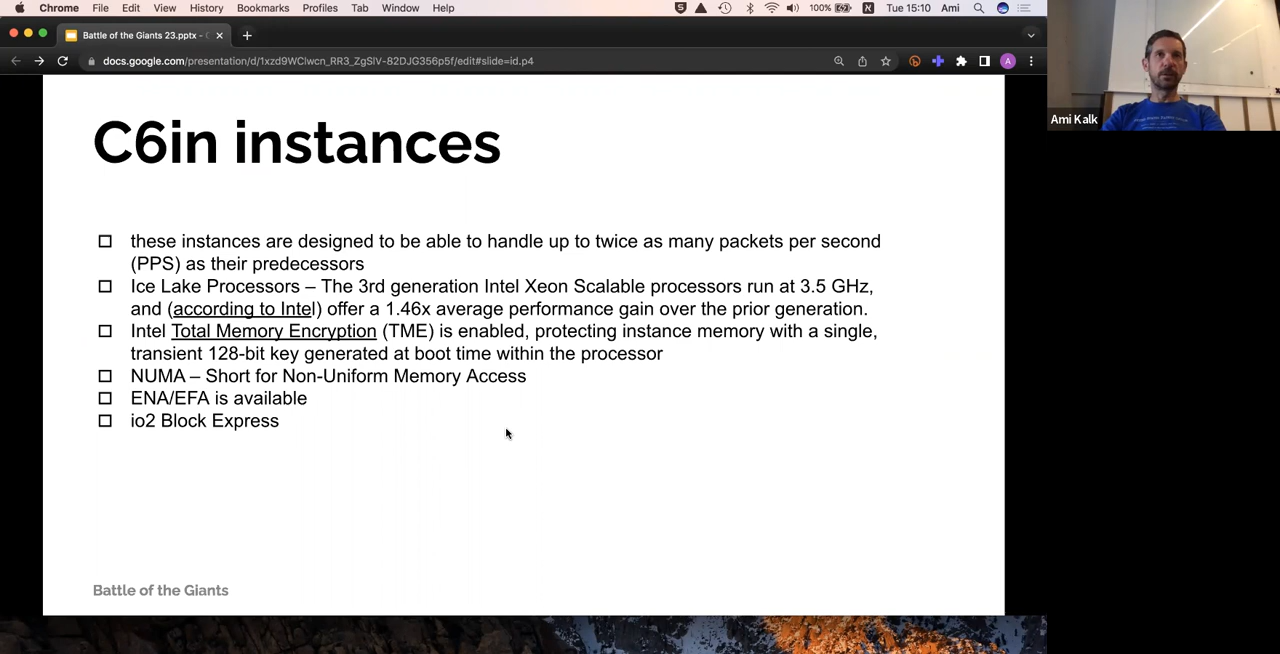 Chrome File Edit View History Bookmarks Profiles Tab Window Help 100% Tue 15:10 Ami
Battle of the Giants 23.pptx -
docs.google.com/presentation/d/1xzd9WClwcn_RR3_ZgSlV-82DJG356p5f/edit#slide=id.p4
A
Ami Kalk
C6in instances
these instances are designed to be able to handle up to twice as many packets per second
(PPS) as their predecessors
Ice Lake Processors – The 3rd generation Intel Xeon Scalable processors run at 3.5 GHz,
and (according to Intel) offer a 1.46x average performance gain over the prior generation.
Intel Total Memory Encryption (TME) is enabled, protecting instance memory with a single,
transient 128-bit key generated at boot time within the processor
NUMA – Short for Non-Uniform Memory Access
ENA/EFA is available
io2 Block Express
Battle of the Giants